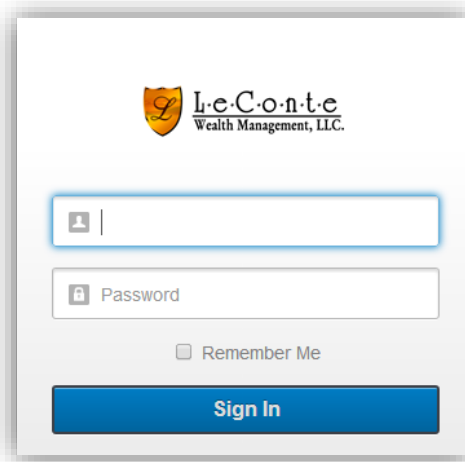 L
L·e·C·o·n·t·e
Wealth Management, LLC.
Password
Remember Me
Sign In